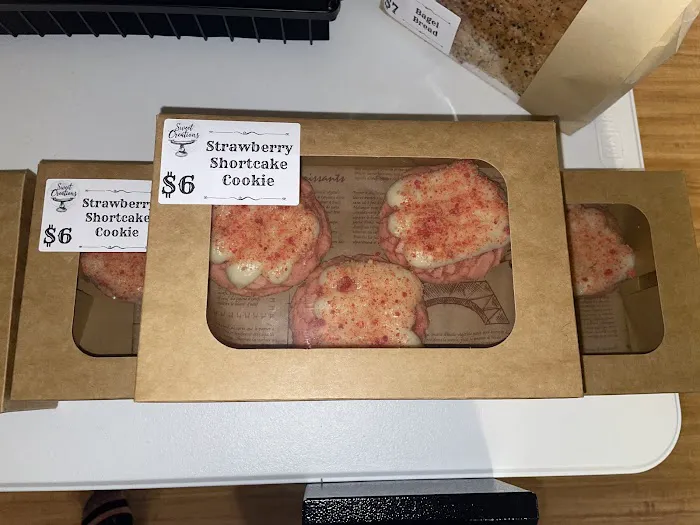 $7
Bagel
Bread
Sweet
Creations
Strawberry
Shortcake
Cookie
$6
Sweet
Creations
Strawberry
Shortcake
Cookie
$6